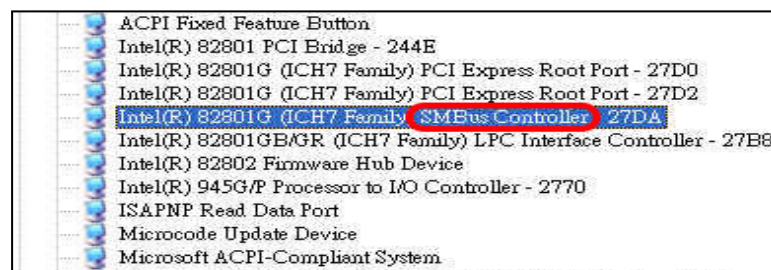 ACPI Fixed Feature Button
Intel(R) 82801 PCI Bridge - 244E
Intel(R) 82801G (ICH7 Family) PCI Express Root Port - 27D0
Intel(R) 82801G (ICH7 Family) PCI Express Root Port - 27D2
Intel(R) 82801G (ICH7 Family SMBus Controller - 27DA
Intel(R) 82801GB/GR (ICH7 Family) LPC Interface Controller - 27B8
Intel(R) 82802 Firmware Hub Device
Intel(R) 945G/P Processor to I/O Controller - 2770
ISAPNP Read Data Port
Microcode Update Device
Microsoft ACPI-Compliant System